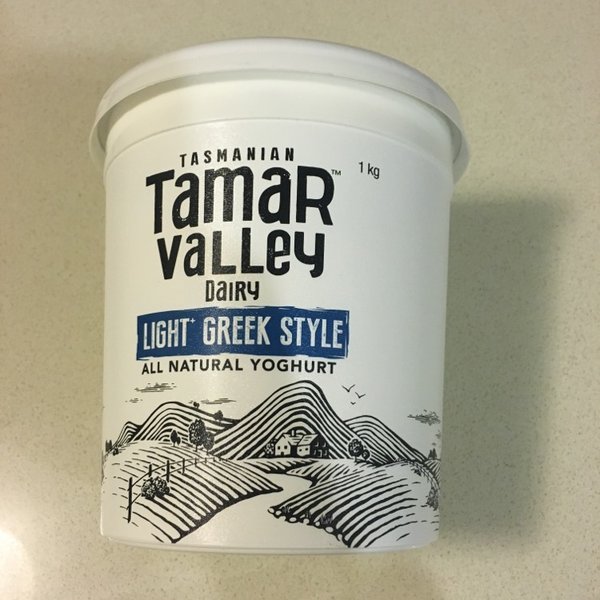 TASMANIAN
TAMAR™
VALLEY
DAIRY
1 kg
LIGHT+ GREEK STYLE
ALL NATURAL YOGHURT